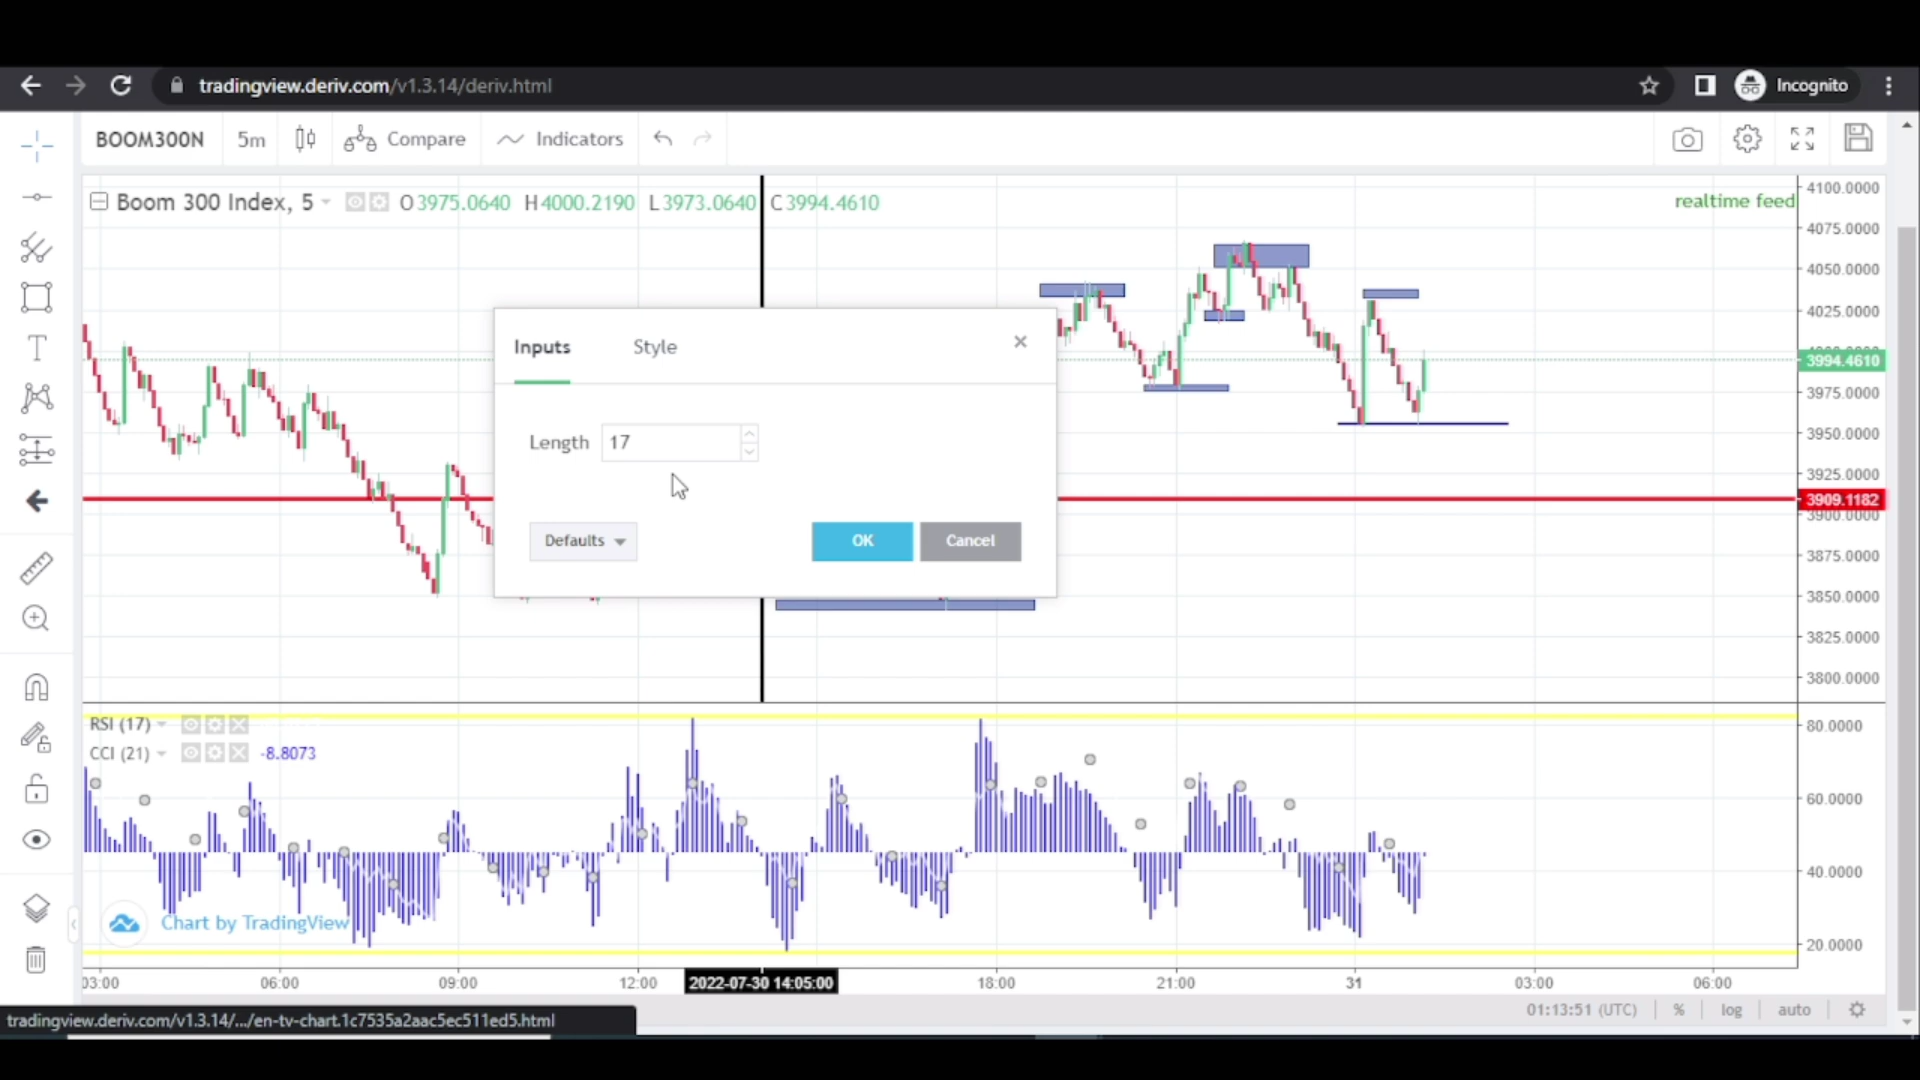 tradingview.deriv.com/v1.3.14/deriv.html
Incognito
BOOM300N 5m Compare Indicators
Boom 300 Index, 5 O3975.0640 H4000.2190 L3973.0640 C3994.4610
realtime feed
4100.0000
4075.0000
4050.0000
4025.0000
3994.4610
3975.0000
3950.0000
3925.0000
3909.1182
3900.0000
3875.0000
3850.0000
3825.0000
3800.0000
Inputs Style
Length 17
Defaults OK Cancel
RSI (17)
CCI (21) -8.8073
80.0000
60.0000
40.0000
20.0000
Chart by TradingView
03:00 06:00 09:00 12:00 2022-07-30 14:05:00 18:00 21:00 31 03:00 06:00
01:13:51 (UTC) % log auto
tradingview.deriv.com/v1.3.14/.../en-tv-chart.1c7535a2aac5ec511ed5.html